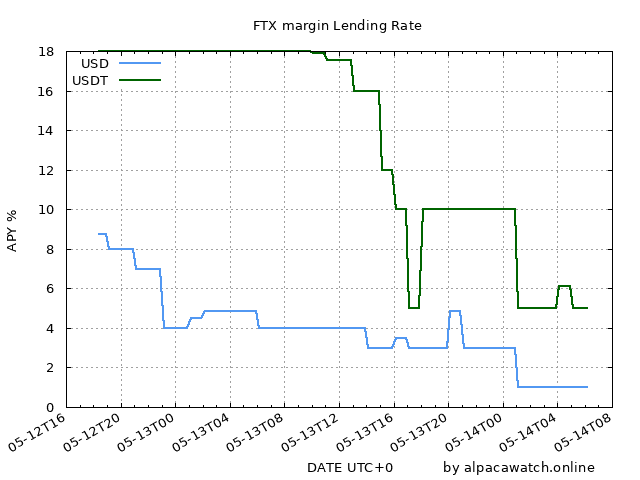 FTX margin Lending Rate
USD
USDT
APY %
18
16
14
12
10
8
6
4
2
0
05-12T16
05-12T20
05-13T00
05-13T04
05-13T08
05-13T12
05-13T16
05-13T20
05-14T00
05-14T04
05-14T08
DATE UTC+0
by alpacawatch.online